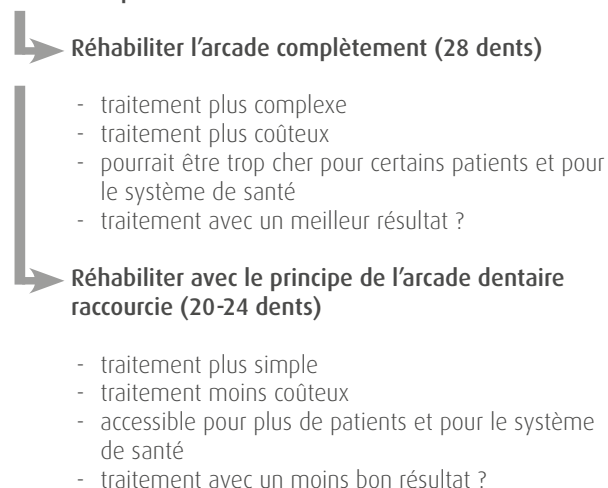 Réhabiliter l'arcade complètement (28 dents)
- traitement plus complexe
- traitement plus coûteux
- pourrait être trop cher pour certains patients et pour
le système de santé
- traitement avec un meilleur résultat ?
Réhabiliter avec le principe de l'arcade dentaire
raccourcie (20-24 dents)
- traitement plus simple
- traitement moins coûteux
- accessible pour plus de patients et pour le système
de santé
- traitement avec un moins bon résultat ?